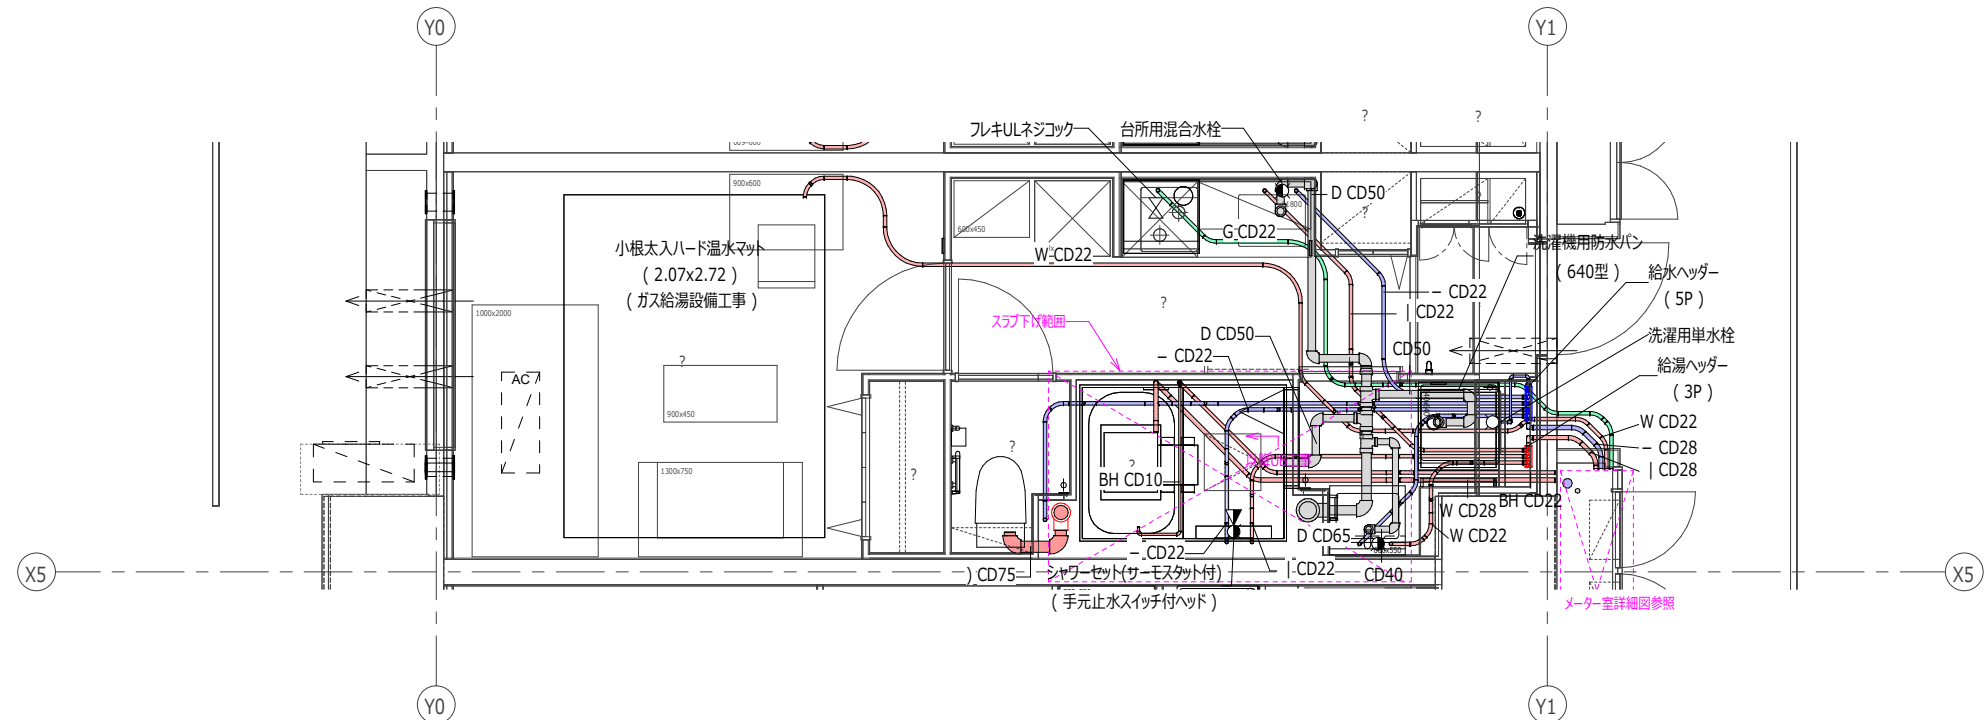 Y0
Y1
?
?
フレキULネジコック
台所用混合水栓
900x600
D CD50
1800
?
小根太入ハード温水マット
( 2.07x2.72 )
( ガス給湯設備工事 )
600x450
G CD22
W CD22
洗濯機用防水パン
( 640型 )
給水ヘッダー
( 5P )
− CD22
| CD22
?
1000x2000
スラブ下げ範囲
D CD50
− CD22
CD50
洗濯用単水栓
給湯ヘッダー
( 3P )
?
AC
900x450
W CD22
− CD28
| CD28
?
?
1300x750
BH CD10
W CD28
BH CD22
D CD65
W CD22
− CD22
| CD22
) CD75
CD40
シャワーセット(サーモスタット付)
( 手元止水スイッチ付ヘッド )
メーター室詳細図参照
X5
X5
Y0
Y1